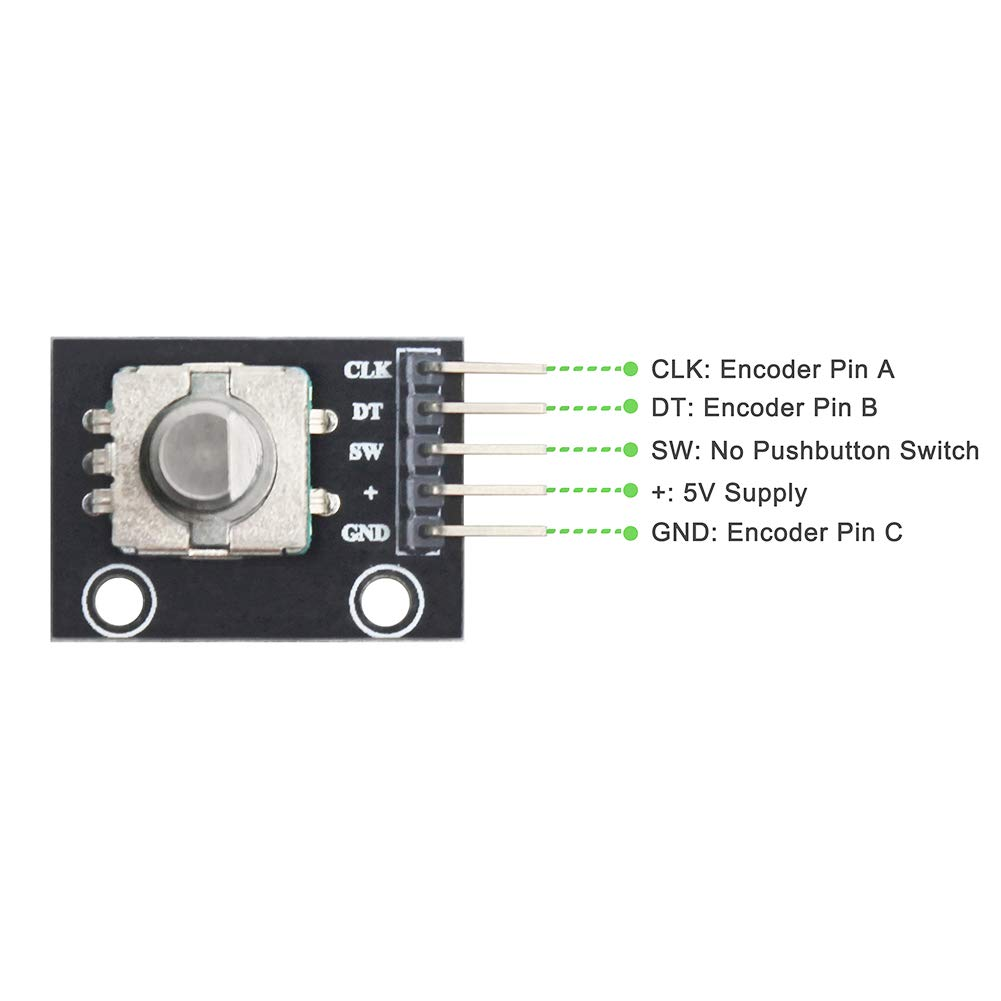 CLK CLK: Encoder Pin A
DT DT: Encoder Pin B
SW SW: No Pushbutton Switch
+ +: 5V Supply
GND GND: Encoder Pin C